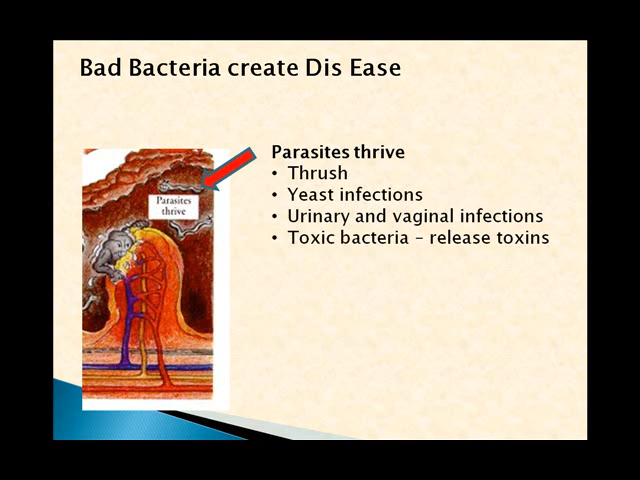 Bad Bacteria create Dis Ease
Parasites thrive
• Thrush
• Yeast infections
• Urinary and vaginal infections
• Toxic bacteria – release toxins
Parasites
thrive